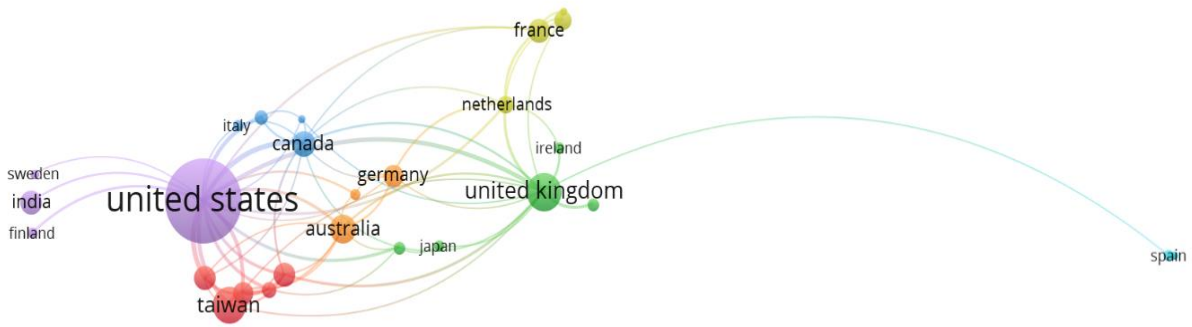 france
netherlands
italy
canada
ireland
sweden
germany
united kingdom
india
united states
australia
finland
japan
spain
taiwan